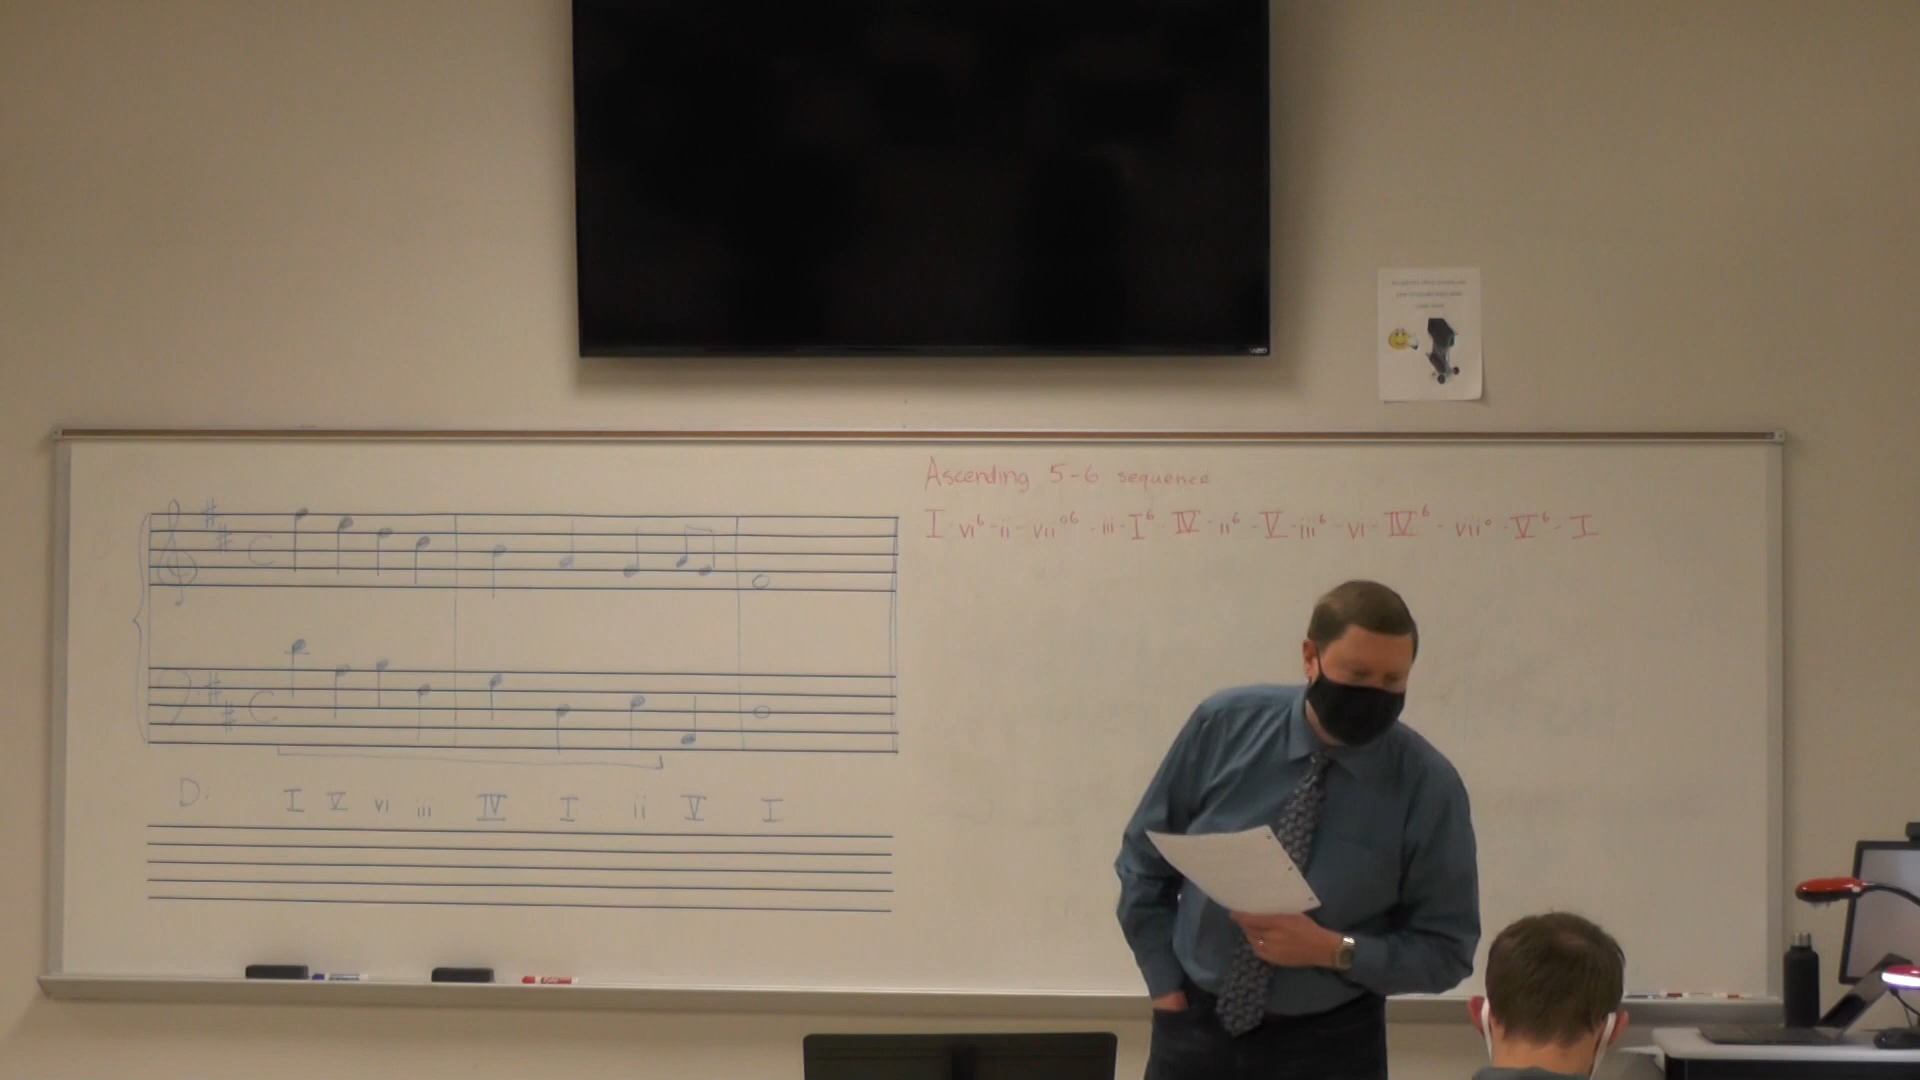 Ascending 5-6 sequence
I - vi6 - ii - vii°6 - iii - I6 - IV - ii6 - V - iii6 - vi - IV6 - vii° - V6 - I
D: I V vi iii IV I ii V I